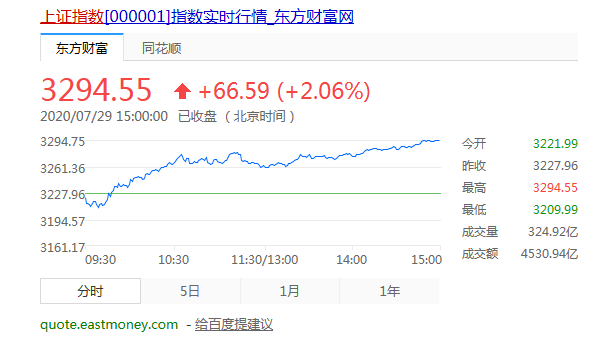 上证指数[000001]指数实时行情_东方财富网
东方财富 同花顺
3294.55 +66.59 (+2.06%)
2020/07/29 15:00:00 已收盘 ( 北京时间 )
3294.75
3261.36
3227.96
3194.57
3161.17
09:30 10:30 11:30/13:00 14:00 15:00
今开 3221.99
昨收 3227.96
最高 3294.55
最低 3209.99
成交量 324.92亿
成交额 4530.94亿
分时 5日 1月 1年
quote.eastmoney.com - 给百度提建议